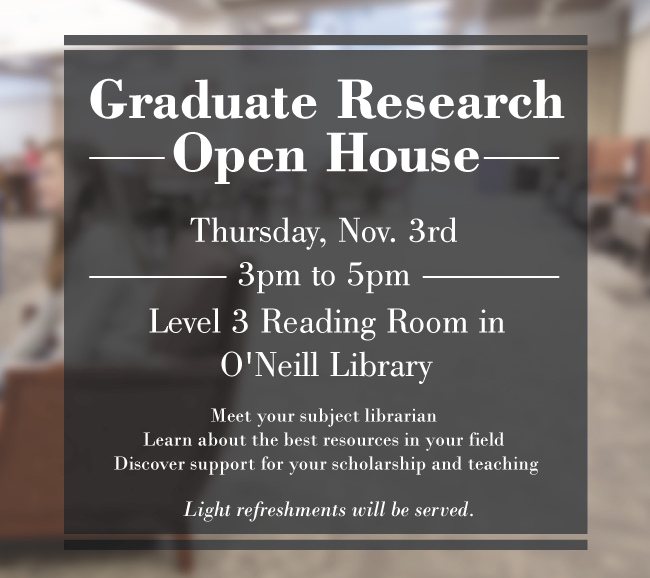 Graduate Research
Open House
Thursday, Nov. 3rd
3pm to 5pm
Level 3 Reading Room in
O'Neill Library
Meet your subject librarian
Learn about the best resources in your field
Discover support for your scholarship and teaching
Light refreshments will be served.